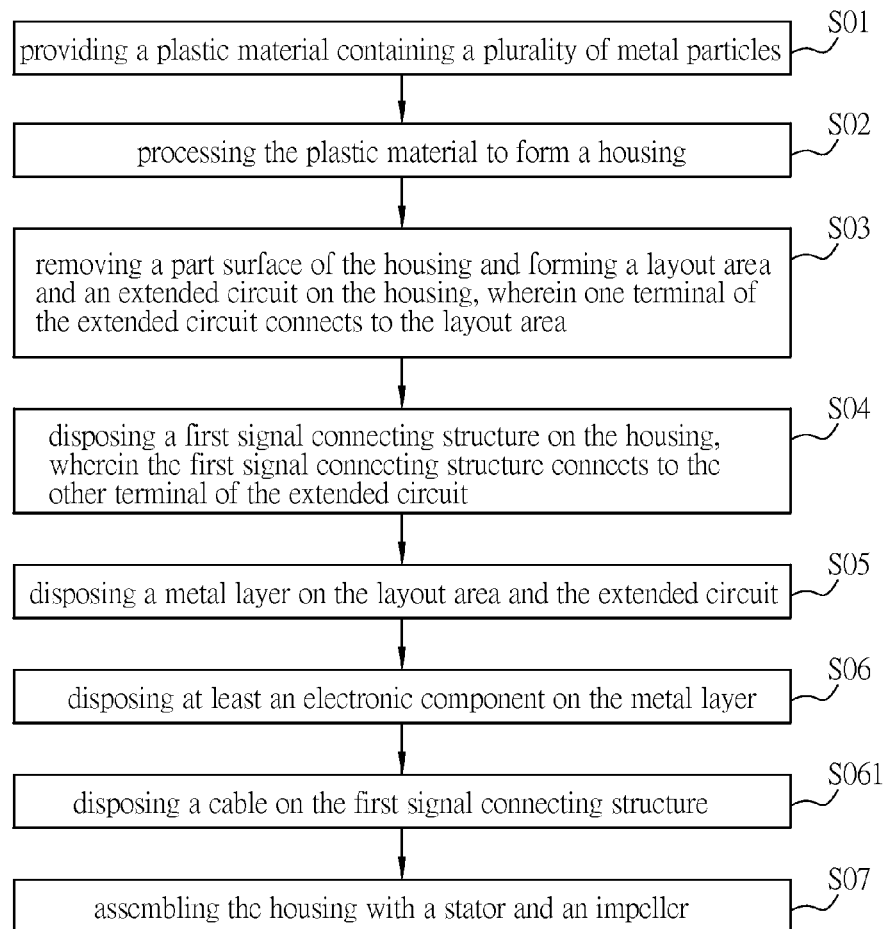 S01
providing a plastic material containing a plurality of metal particles
S02
processing the plastic material to form a housing
S03
removing a part surface of the housing and forming a layout area
and an extended circuit on the housing, wherein one terminal of
the extended circuit connects to the layout area
S04
disposing a first signal connecting structure on the housing,
wherein the first signal connecting structure connects to the
other terminal of the extended circuit
S05
disposing a metal layer on the layout area and the extended circuit
S06
disposing at least an electronic component on the metal layer
S061
disposing a cable on the first signal connecting structure
S07
assembling the housing with a stator and an impeller